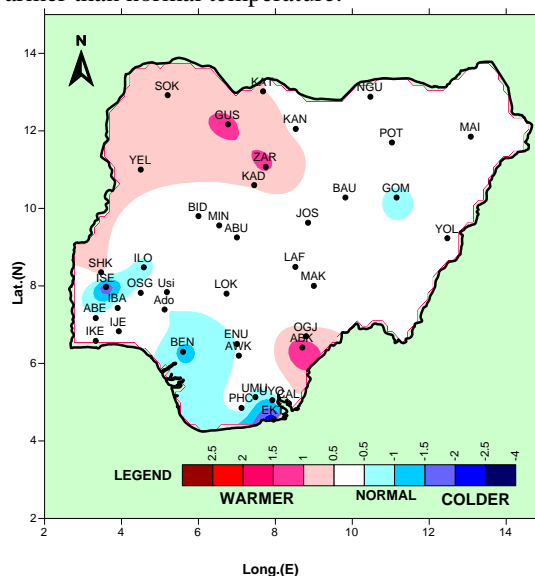 armer than normal temperature.
14
12
10
8
6
4
2
Lat.(N)
N
SOK
KAT
NGU
GUS
KAN
POT
MAI
ZAR
YEL
KAD
BAU
GOM
BID
MIN
ABU
JOS
YOL
SHK
ILO
LAF
ISE
OSG
Usi
LOK
MAK
IBA
Ado
ABE
IJE
IKE
BEN
ENU
AWK
OGJ
ABK
UMU
UYO
PHC
CAL
EK
2.5
2
1.5
1
0.5
-0.5
-1
-1.5
-2
-2.5
-4
LEGEND
WARMER
NORMAL
COLDER
2
4
6
8
10
12
14
Long.(E)